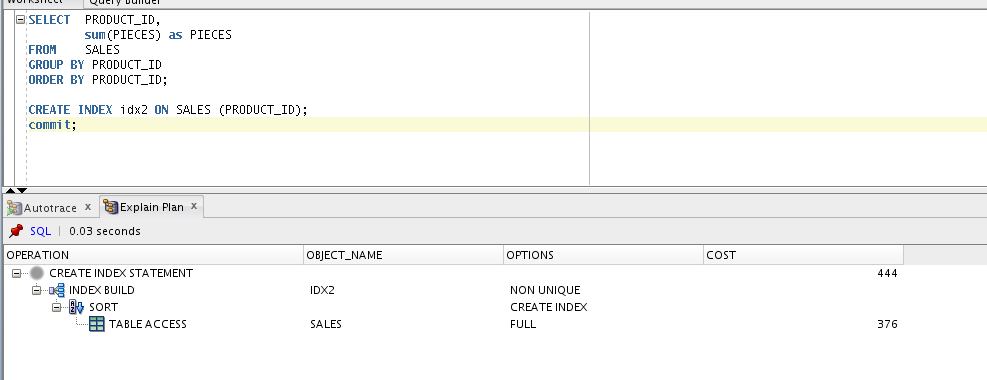 Worksheet Query Builder
SELECT PRODUCT_ID,
sum(PIECES) as PIECES
FROM SALES
GROUP BY PRODUCT_ID
ORDER BY PRODUCT_ID;
CREATE INDEX idx2 ON SALES (PRODUCT_ID);
commit;
Autotrace x Explain Plan x
SQL | 0.03 seconds
OPERATION OBJECT_NAME OPTIONS COST
CREATE INDEX STATEMENT 444
INDEX BUILD IDX2 NON UNIQUE
SORT CREATE INDEX
TABLE ACCESS SALES FULL 376